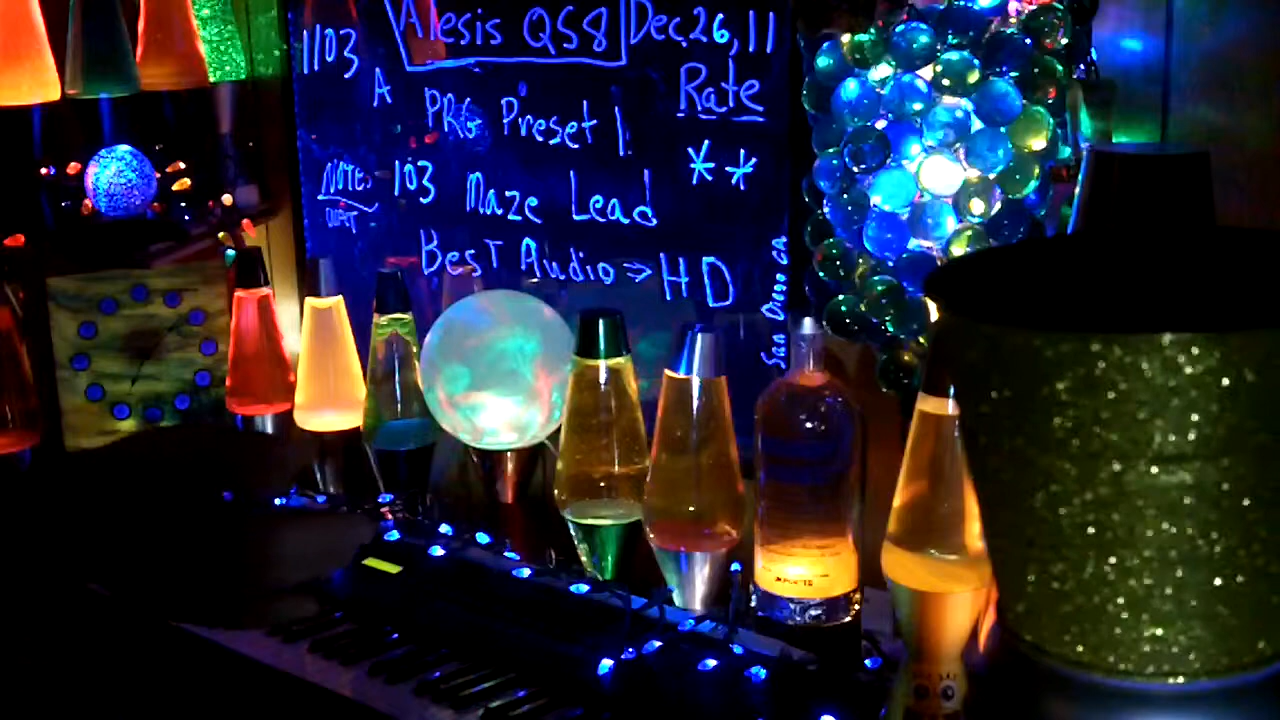 1103 Alesis QS8 Dec. 26, 11
A PRG Preset 1 Rate
NOTES 103 Maze Lead **
Best Audio → HD
San Diego CA
IMPORTED